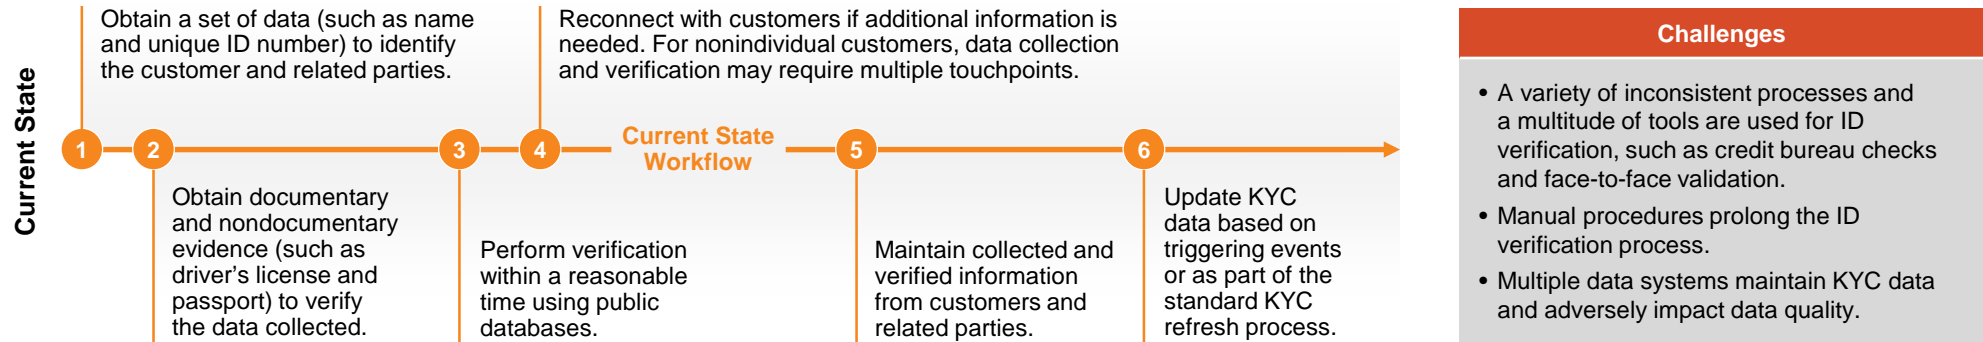 Current State
1
Obtain a set of data (such as name
and unique ID number) to identify
the customer and related parties.
2
Obtain documentary
and nondocumentary
evidence (such as
driver's license and
passport) to verify
the data collected.
3
Perform verification
within a reasonable
time using public
databases.
4
Reconnect with customers if additional information is
needed. For nonindividual customers, data collection
and verification may require multiple touchpoints.
Current State
Workflow
5
Maintain collected and
verified information
from customers and
related parties.
6
Update KYC
data based on
triggering events
or as part of the
standard KYC
refresh process.
Challenges
• A variety of inconsistent processes and
a multitude of tools are used for ID
verification, such as credit bureau checks
and face-to-face validation.
• Manual procedures prolong the ID
verification process.
• Multiple data systems maintain KYC data
and adversely impact data quality.